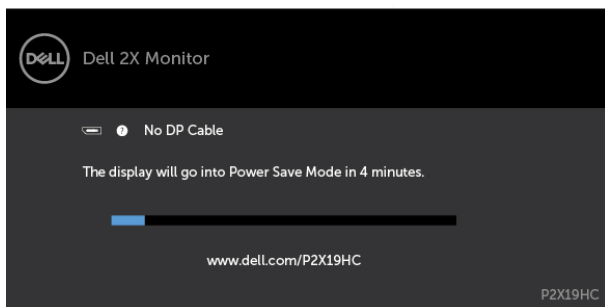 DELL
Dell 2X Monitor
? No DP Cable
The display will go into Power Save Mode in 4 minutes.
www.dell.com/P2X19HC
P2X19HC